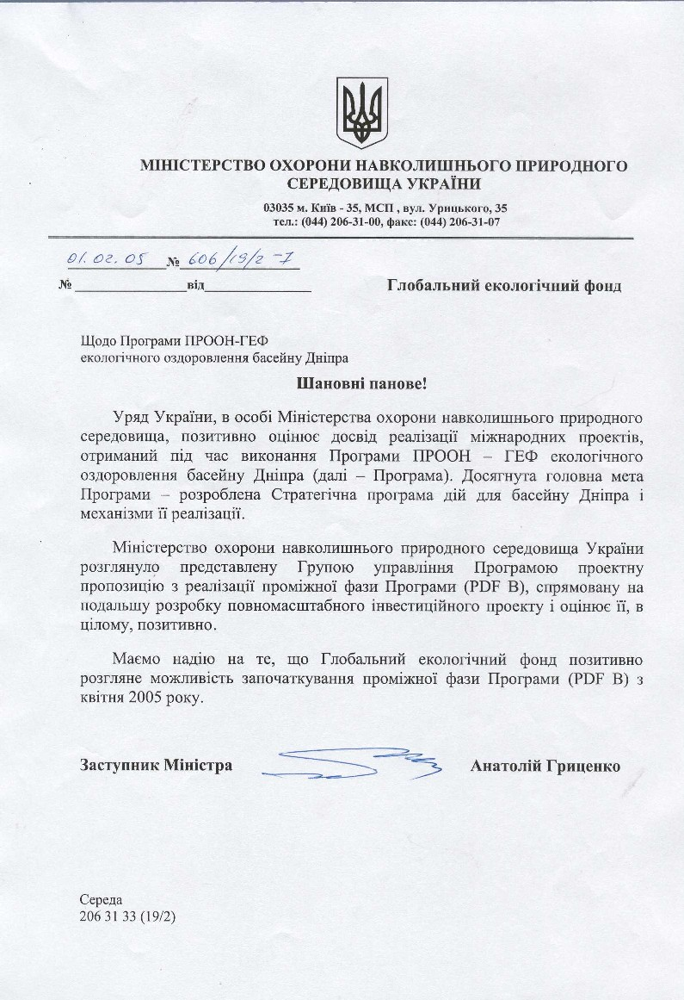 МІНІСТЕРСТВО ОХОРОНИ НАВКОЛИШНЬОГО ПРИРОДНОГО
СЕРЕДОВИЩА УКРАЇНИ
03035 м. Київ - 35, МСП , вул. Урицького, 35
тел.: (044) 206-31-00, факс: (044) 206-31-07
01.02.05 № 606/19/2-7
№ _______________від_______________
Глобальний екологічний фонд
Щодо Програми ПРООН-ГЕФ
екологічного оздоровлення басейну Дніпра
Шановні панове!
Уряд України, в особі Міністерства охорони навколишнього природного
середовища, позитивно оцінює досвід реалізації міжнародних проектів,
отриманий під час виконання Програми ПРООН – ГЕФ екологічного
оздоровлення басейну Дніпра (далі – Програма). Досягнута головна мета
Програми – розроблена Стратегічна програма дій для басейну Дніпра і
механізми її реалізації.
Міністерство охорони навколишнього природного середовища України
розглянуло представлену Групою управління Програмою проектну
пропозицію з реалізації проміжної фази Програми (PDF B), спрямовану на
подальшу розробку повномасштабного інвестиційного проекту і оцінює її, в
цілому, позитивно.
Маємо надію на те, що Глобальний екологічний фонд позитивно
розгляне можливість започаткування проміжної фази Програми (PDF B) з
квітня 2005 року.
Заступник Міністра Анатолій Гриценко
Середа
206 31 33 (19/2)